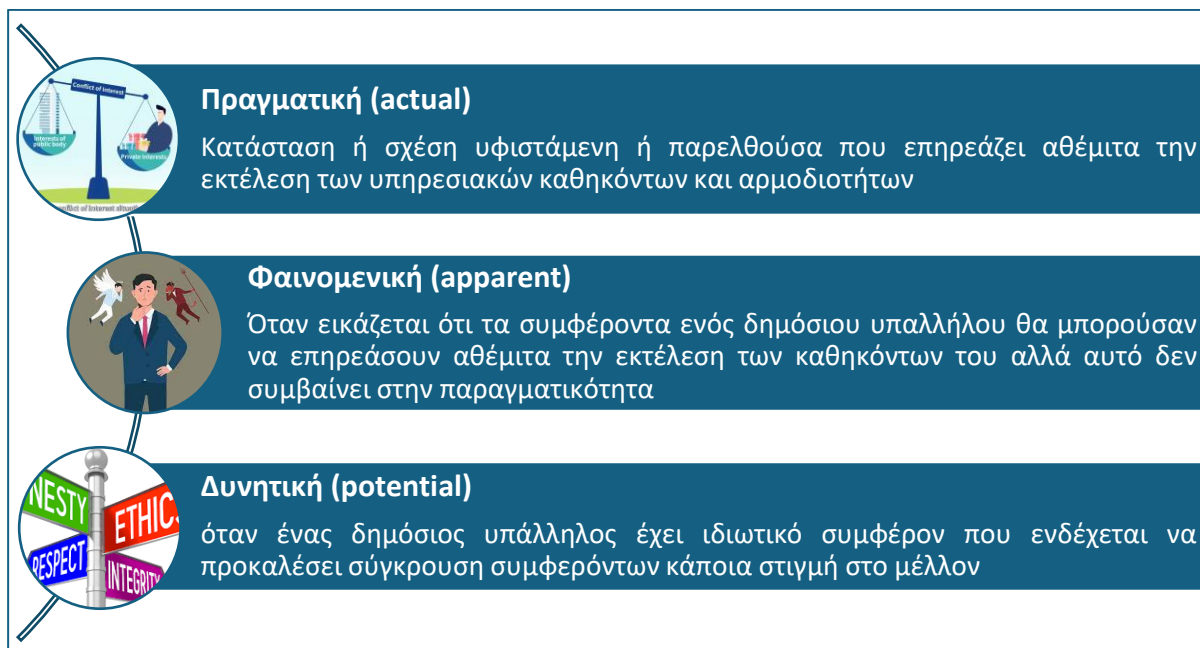 Conflict of Interest
Interests of
public body
Private Interests
Πραγματική (actual)
Κατάσταση ή σχέση υφιστάμενη ή παρελθούσα που επηρεάζει αθέμιτα την
εκτέλεση των υπηρεσιακών καθηκόντων και αρμοδιοτήτων
Φαινομενική (apparent)
Όταν εικάζεται ότι τα συμφέροντα ενός δημόσιου υπαλλήλου θα μπορούσαν
να επηρεάσουν αθέμιτα την εκτέλεση των καθηκόντων του αλλά αυτό δεν
συμβαίνει στην παραγματικότητα
NESTY
ETHIC
RESPECT
INTEGRITY
Δυνητική (potential)
όταν ένας δημόσιος υπάλληλος έχει ιδιωτικό συμφέρον που ενδέχεται να
προκαλέσει σύγκρουση συμφερόντων κάποια στιγμή στο μέλλον